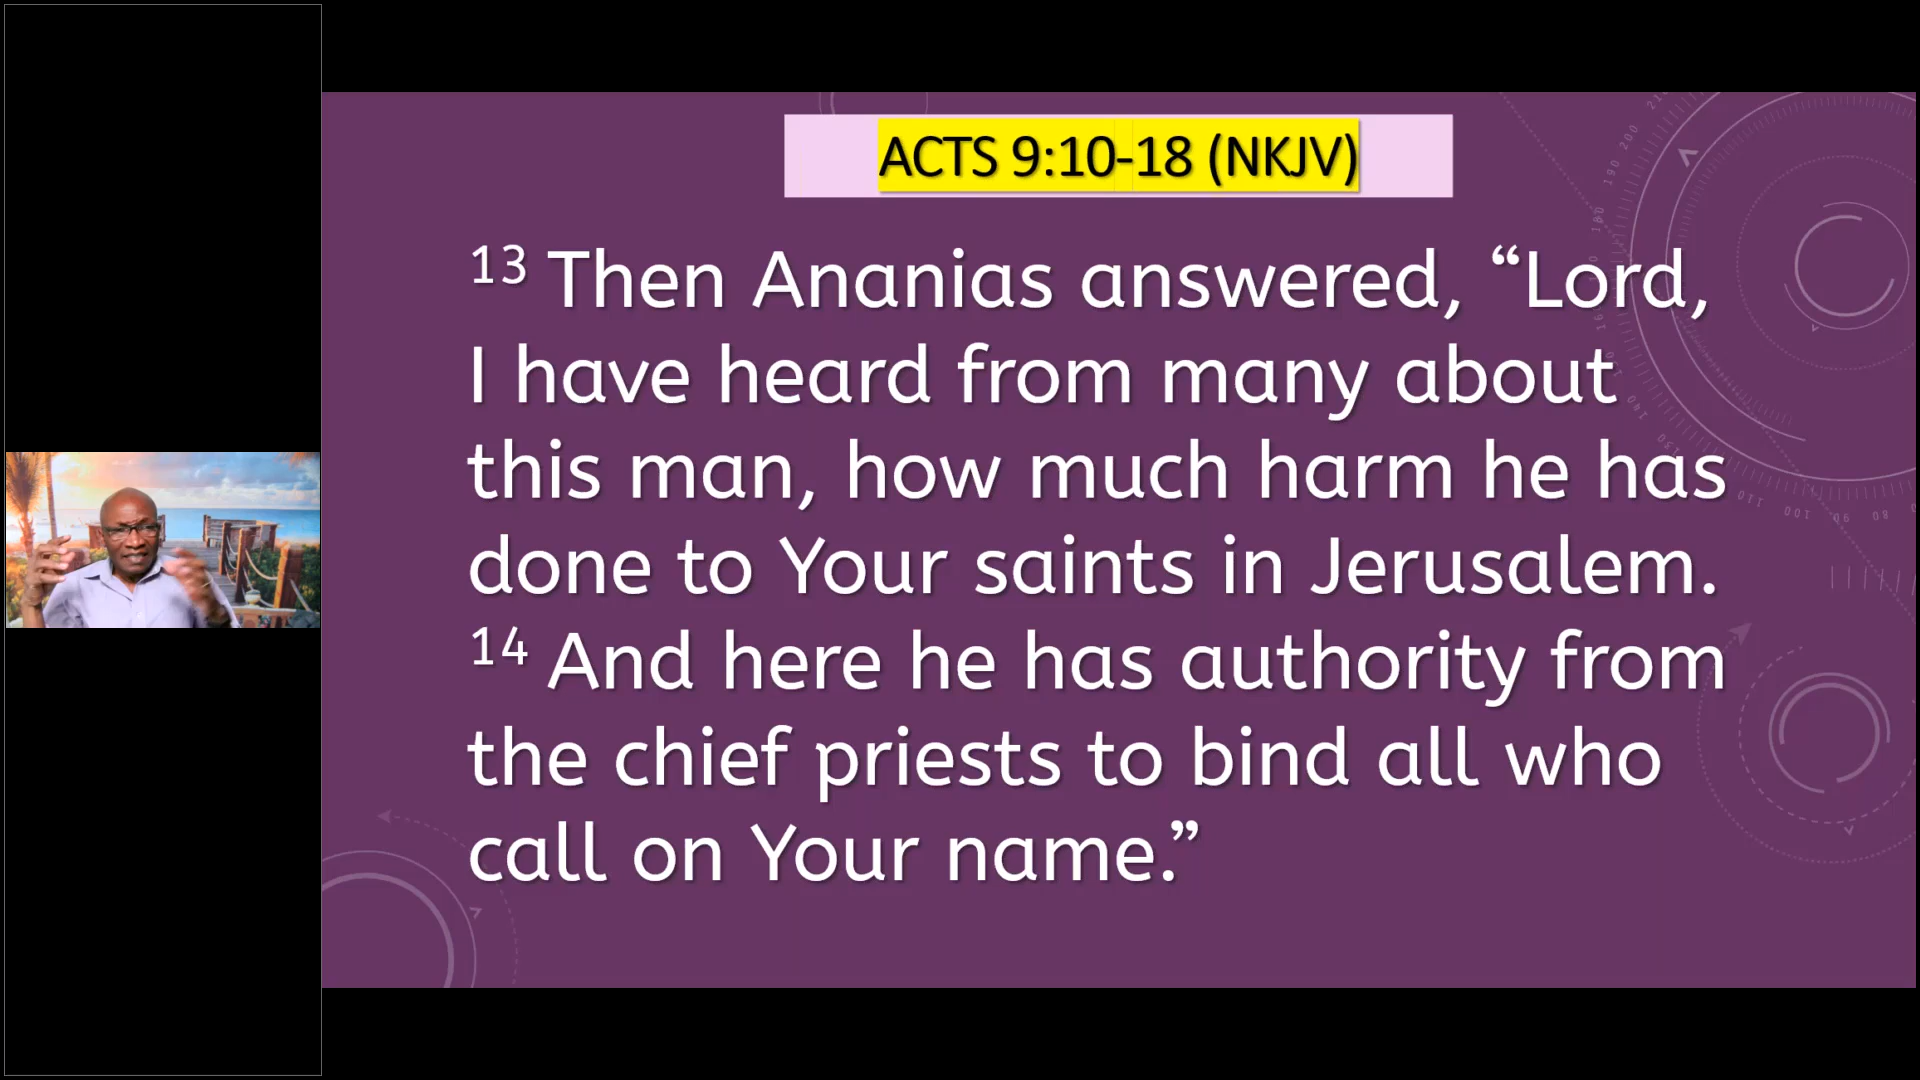 ACTS 9:10-18 (NKJV)
13 Then Ananias answered, “Lord,
I have heard from many about
this man, how much harm he has
done to Your saints in Jerusalem.
14 And here he has authority from
the chief priests to bind all who
call on Your name.”